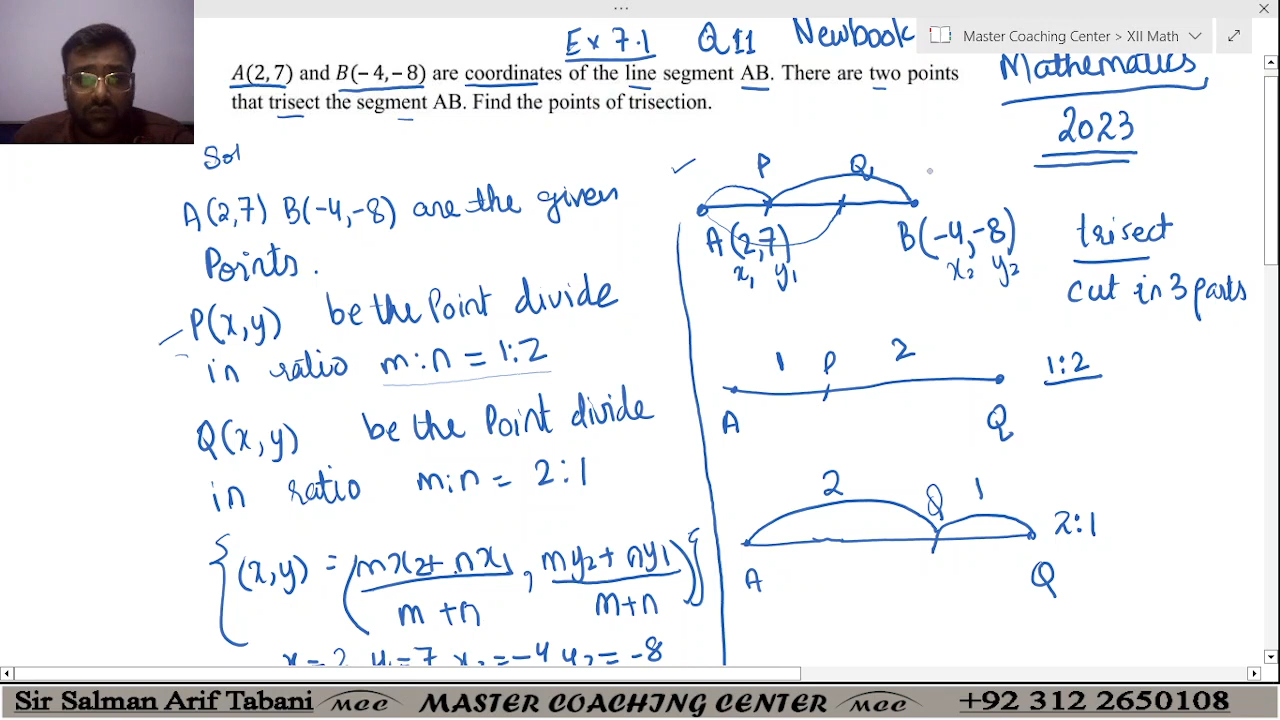 Ex 7.1 Q11 Newbook
Master Coaching Center > XII Math
A(2, 7) and B(– 4, – 8) are coordinates of the line segment AB. There are two points
that trisect the segment AB. Find the points of trisection.
Mathematics
2023
Sol
A(2,7) B(-4,-8) are the given
Points.
P(x,y) be the Point divide
in ratio m:n = 1:2
Q(x,y) be the Point divide
in ratio m:n = 2:1
(x,y) = (mx2 + nx1 / m+n , my2 + ny1 / m+n)
x = 2 y1 = 7 x2 = -4 y2 = -8
P Q
A(2,7) B(-4,-8)
x1 y1 x2 y2
trisect
cut in 3 parts
1 P 2 1:2
A Q
2 Q 1 2:1
A Q
Sir Salman Arif Tabani mcc MASTER COACHING CENTER mcc +92 312 2650108